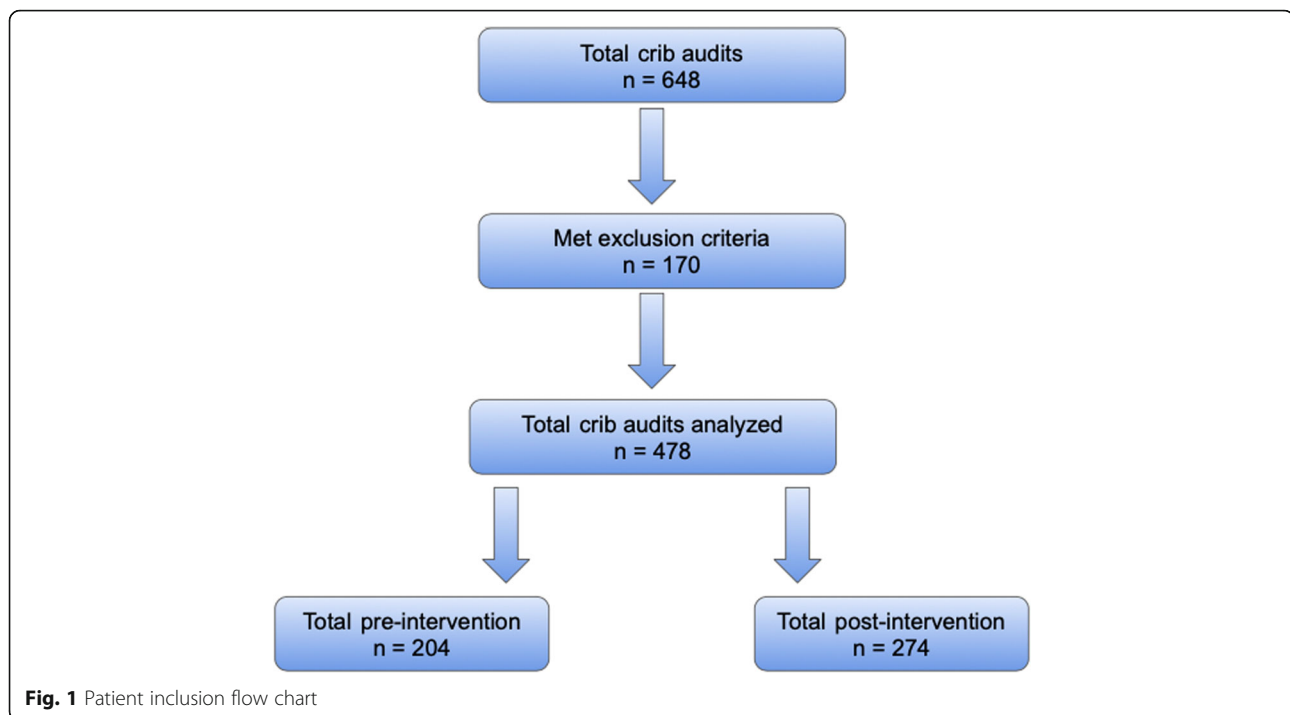 Total crib audits
n = 648
Met exclusion criteria
n = 170
Total crib audits analyzed
n = 478
Total pre-intervention
n = 204
Total post-intervention
n = 274
Fig. 1 Patient inclusion flow chart